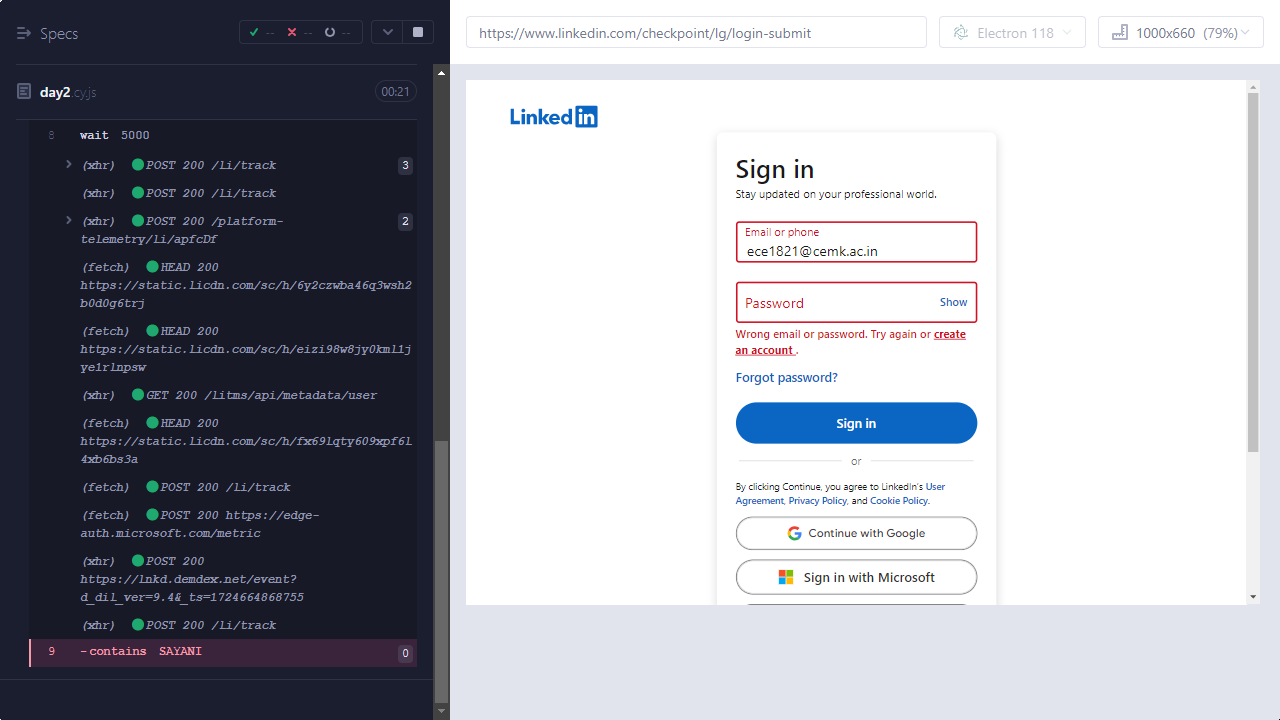 Specs
-- -- --
day2.cy.js 00:21
8 wait 5000
(xhr) POST 200 /li/track 3
(xhr) POST 200 /li/track
(xhr) POST 200 /platform-
telemetry/li/apfcDf 2
(fetch) HEAD 200
https://static.licdn.com/sc/h/6y2czwba46q3wsh2
b0d0g6trj
(fetch) HEAD 200
https://static.licdn.com/sc/h/eizi98w8jy0kml1j
ye1rlnpsw
(xhr) GET 200 /litms/api/metadata/user
(fetch) HEAD 200
https://static.licdn.com/sc/h/fx69lqty609xpf6l
4xb6bs3a
(fetch) POST 200 /li/track
(fetch) POST 200 https://edge-
auth.microsoft.com/metric
(xhr) POST 200
https://lnkd.demdex.net/event?
d_dil_ver=9.4&_ts=1724664868755
(xhr) POST 200 /li/track
9 -contains SAYANI 0
https://www.linkedin.com/checkpoint/lg/login-submit
Electron 118
1000x660 (79%)
Linkedin
Sign in
Stay updated on your professional world.
Email or phone
ece1821@cemk.ac.in
Password Show
Wrong email or password. Try again or create
an account .
Forgot password?
Sign in
or
By clicking Continue, you agree to LinkedIn's User
Agreement, Privacy Policy, and Cookie Policy.
Continue with Google
Sign in with Microsoft